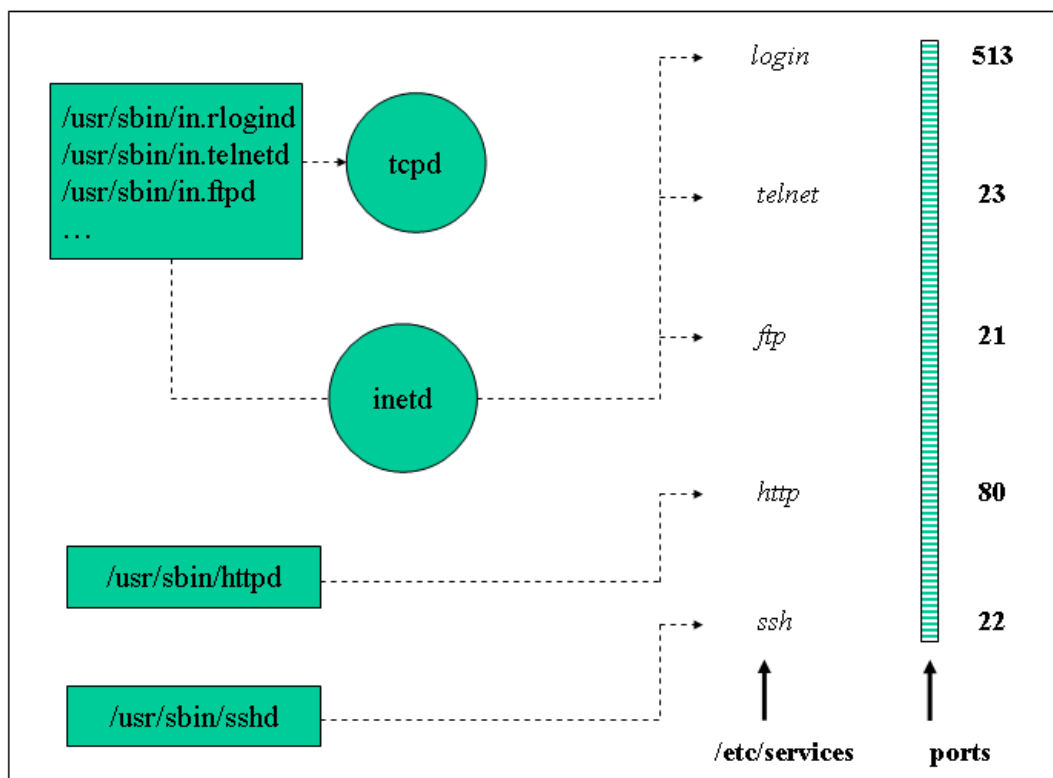 login 513
/usr/sbin/in.rlogind
/usr/sbin/in.telnetd
/usr/sbin/in.ftpd
…
tcpd
telnet 23
ftp 21
inetd
http 80
/usr/sbin/httpd
ssh 22
/usr/sbin/sshd
/etc/services ports